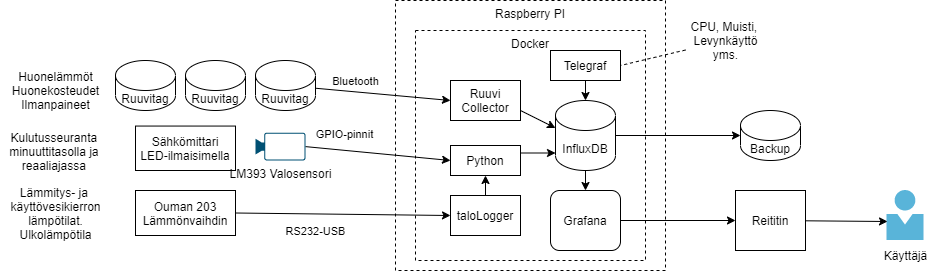 Raspberry PI
Docker
CPU, Muisti,
Levynkäyttö
yms.
Telegraf
Huonelämmöt
Huonekosteudet
Ilmanpaineet
Ruuvitag
Ruuvitag
Ruuvitag
Bluetooth
Ruuvi
Collector
InfluxDB
Backup
Kulutusseuranta
minuuttitasolla ja
reaaliajassa
Sähkömittari
LED-ilmaisimella
LM393 Valosensori
GPIO-pinnit
Python
Lämmitys- ja
käyttövesikierron
lämpötilat.
Ulkolämpötila
Ouman 203
Lämmönvaihdin
RS232-USB
taloLogger
Grafana
Reititin
Käyttäjä